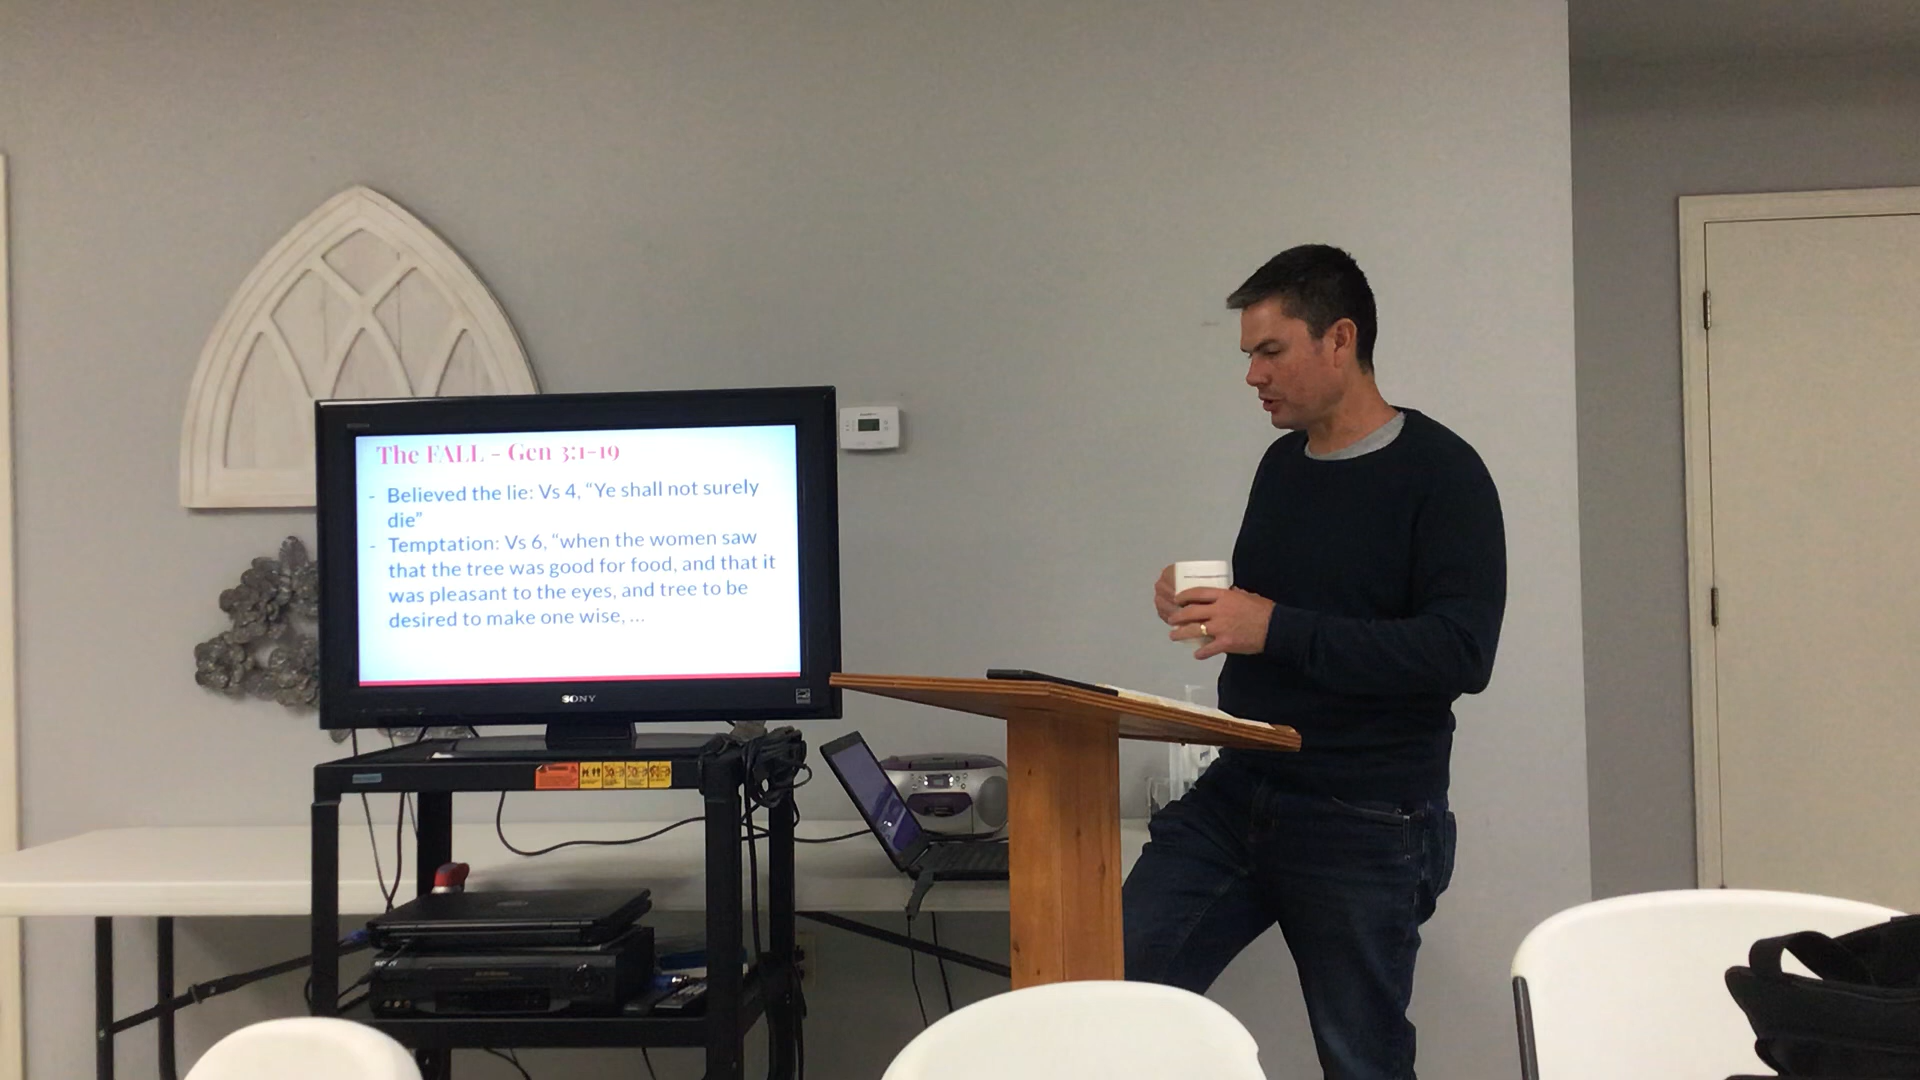 The FALL - Gen 3:1-19
- Believed the lie: Vs 4, “Ye shall not surely
die”
- Temptation: Vs 6, “when the women saw
that the tree was good for food, and that it
was pleasant to the eyes, and tree to be
desired to make one wise, ...
SONY